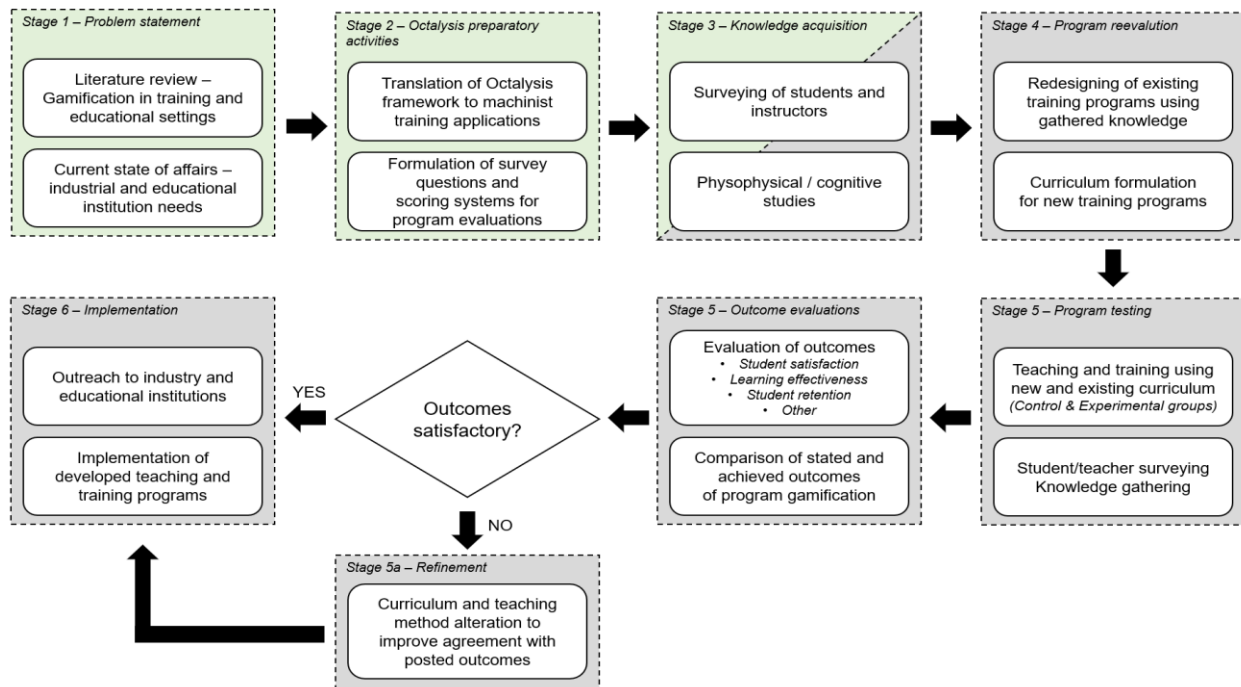 Stage 1 – Problem statement
Literature review –
Gamification in training and
educational settings
Current state of affairs –
industrial and educational
institution needs
Stage 2 – Octalysis preparatory
activities
Translation of Octalysis
framework to machinist
training applications
Formulation of survey
questions and
scoring systems for
program evaluations
Stage 3 – Knowledge acquisition
Surveying of students and
instructors
Physophysical / cognitive
studies
Stage 4 – Program reevalution
Redesigning of existing
training programs using
gathered knowledge
Curriculum formulation
for new training programs
Stage 5 – Program testing
Teaching and training using
new and existing curriculum
(Control & Experimental groups)
Student/teacher surveying
Knowledge gathering
Stage 5 – Outcome evaluations
Evaluation of outcomes
• Student satisfaction
• Learning effectiveness
• Student retention
• Other
Comparison of stated and
achieved outcomes
of program gamification
Outcomes
satisfactory?
YES
NO
Stage 6 – Implementation
Outreach to industry and
educational institutions
Implementation of
developed teaching and
training programs
Stage 5a – Refinement
Curriculum and teaching
method alteration to
improve agreement with
posted outcomes